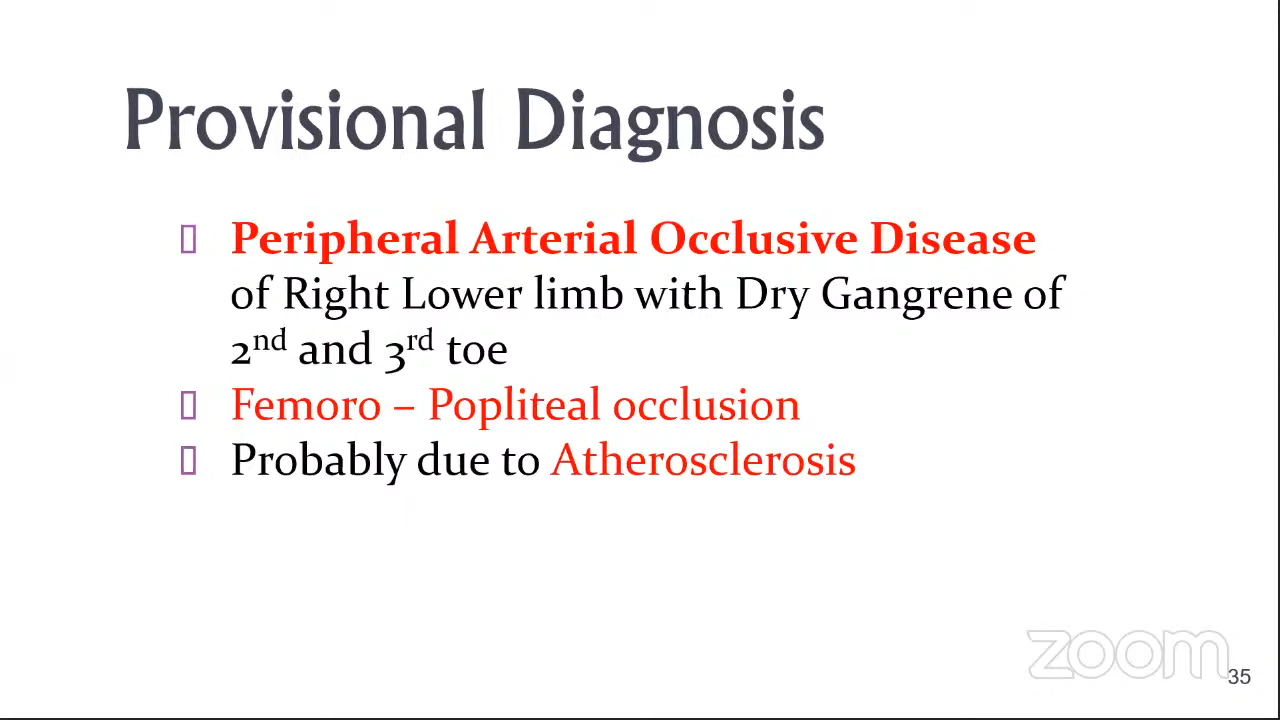 Provisional Diagnosis
Peripheral Arterial Occlusive Disease
of Right Lower limb with Dry Gangrene of
2nd and 3rd toe
Femoro – Popliteal occlusion
Probably due to Atherosclerosis
zoom
35